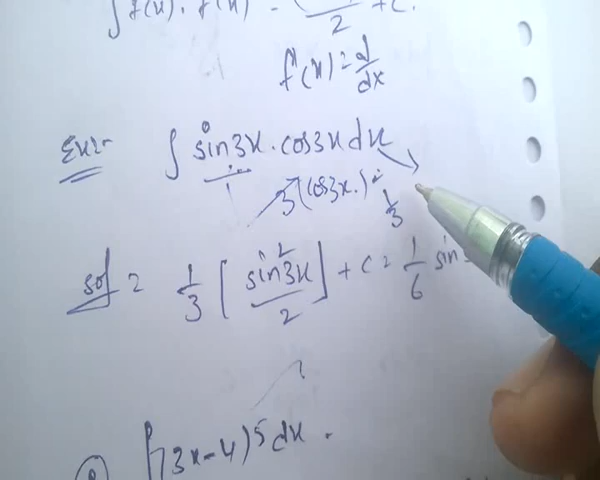 ∫ f(x). f'(x) = (/2 + c.
f'(x) = d/dx
Ex:- ∫ sin3x . cos3x dx
3(cos3x.) 1/3
sol = 1/3 [ sin²3x/2 ] + c = 1/6 sin
∫(3x-4)^5 dx.